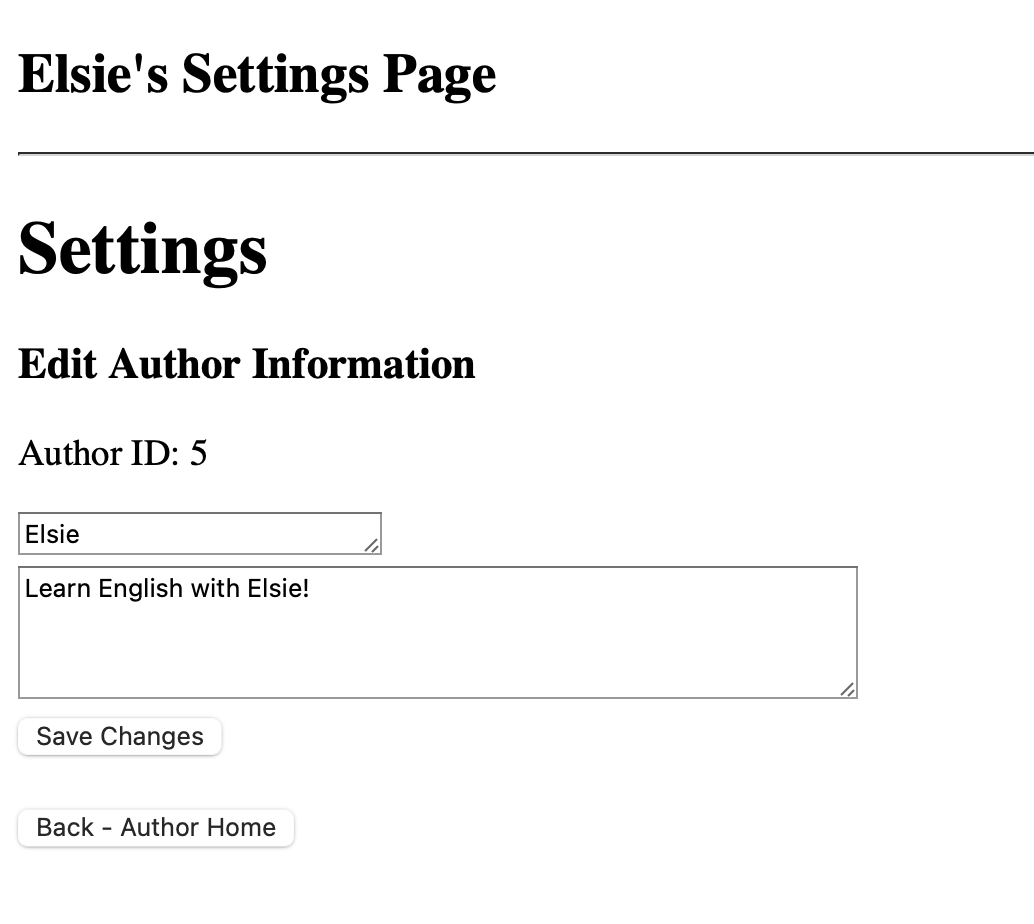 Elsie's Settings Page
Settings
Edit Author Information
Author ID: 5
Elsie
Learn English with Elsie!
Save Changes
Back - Author Home